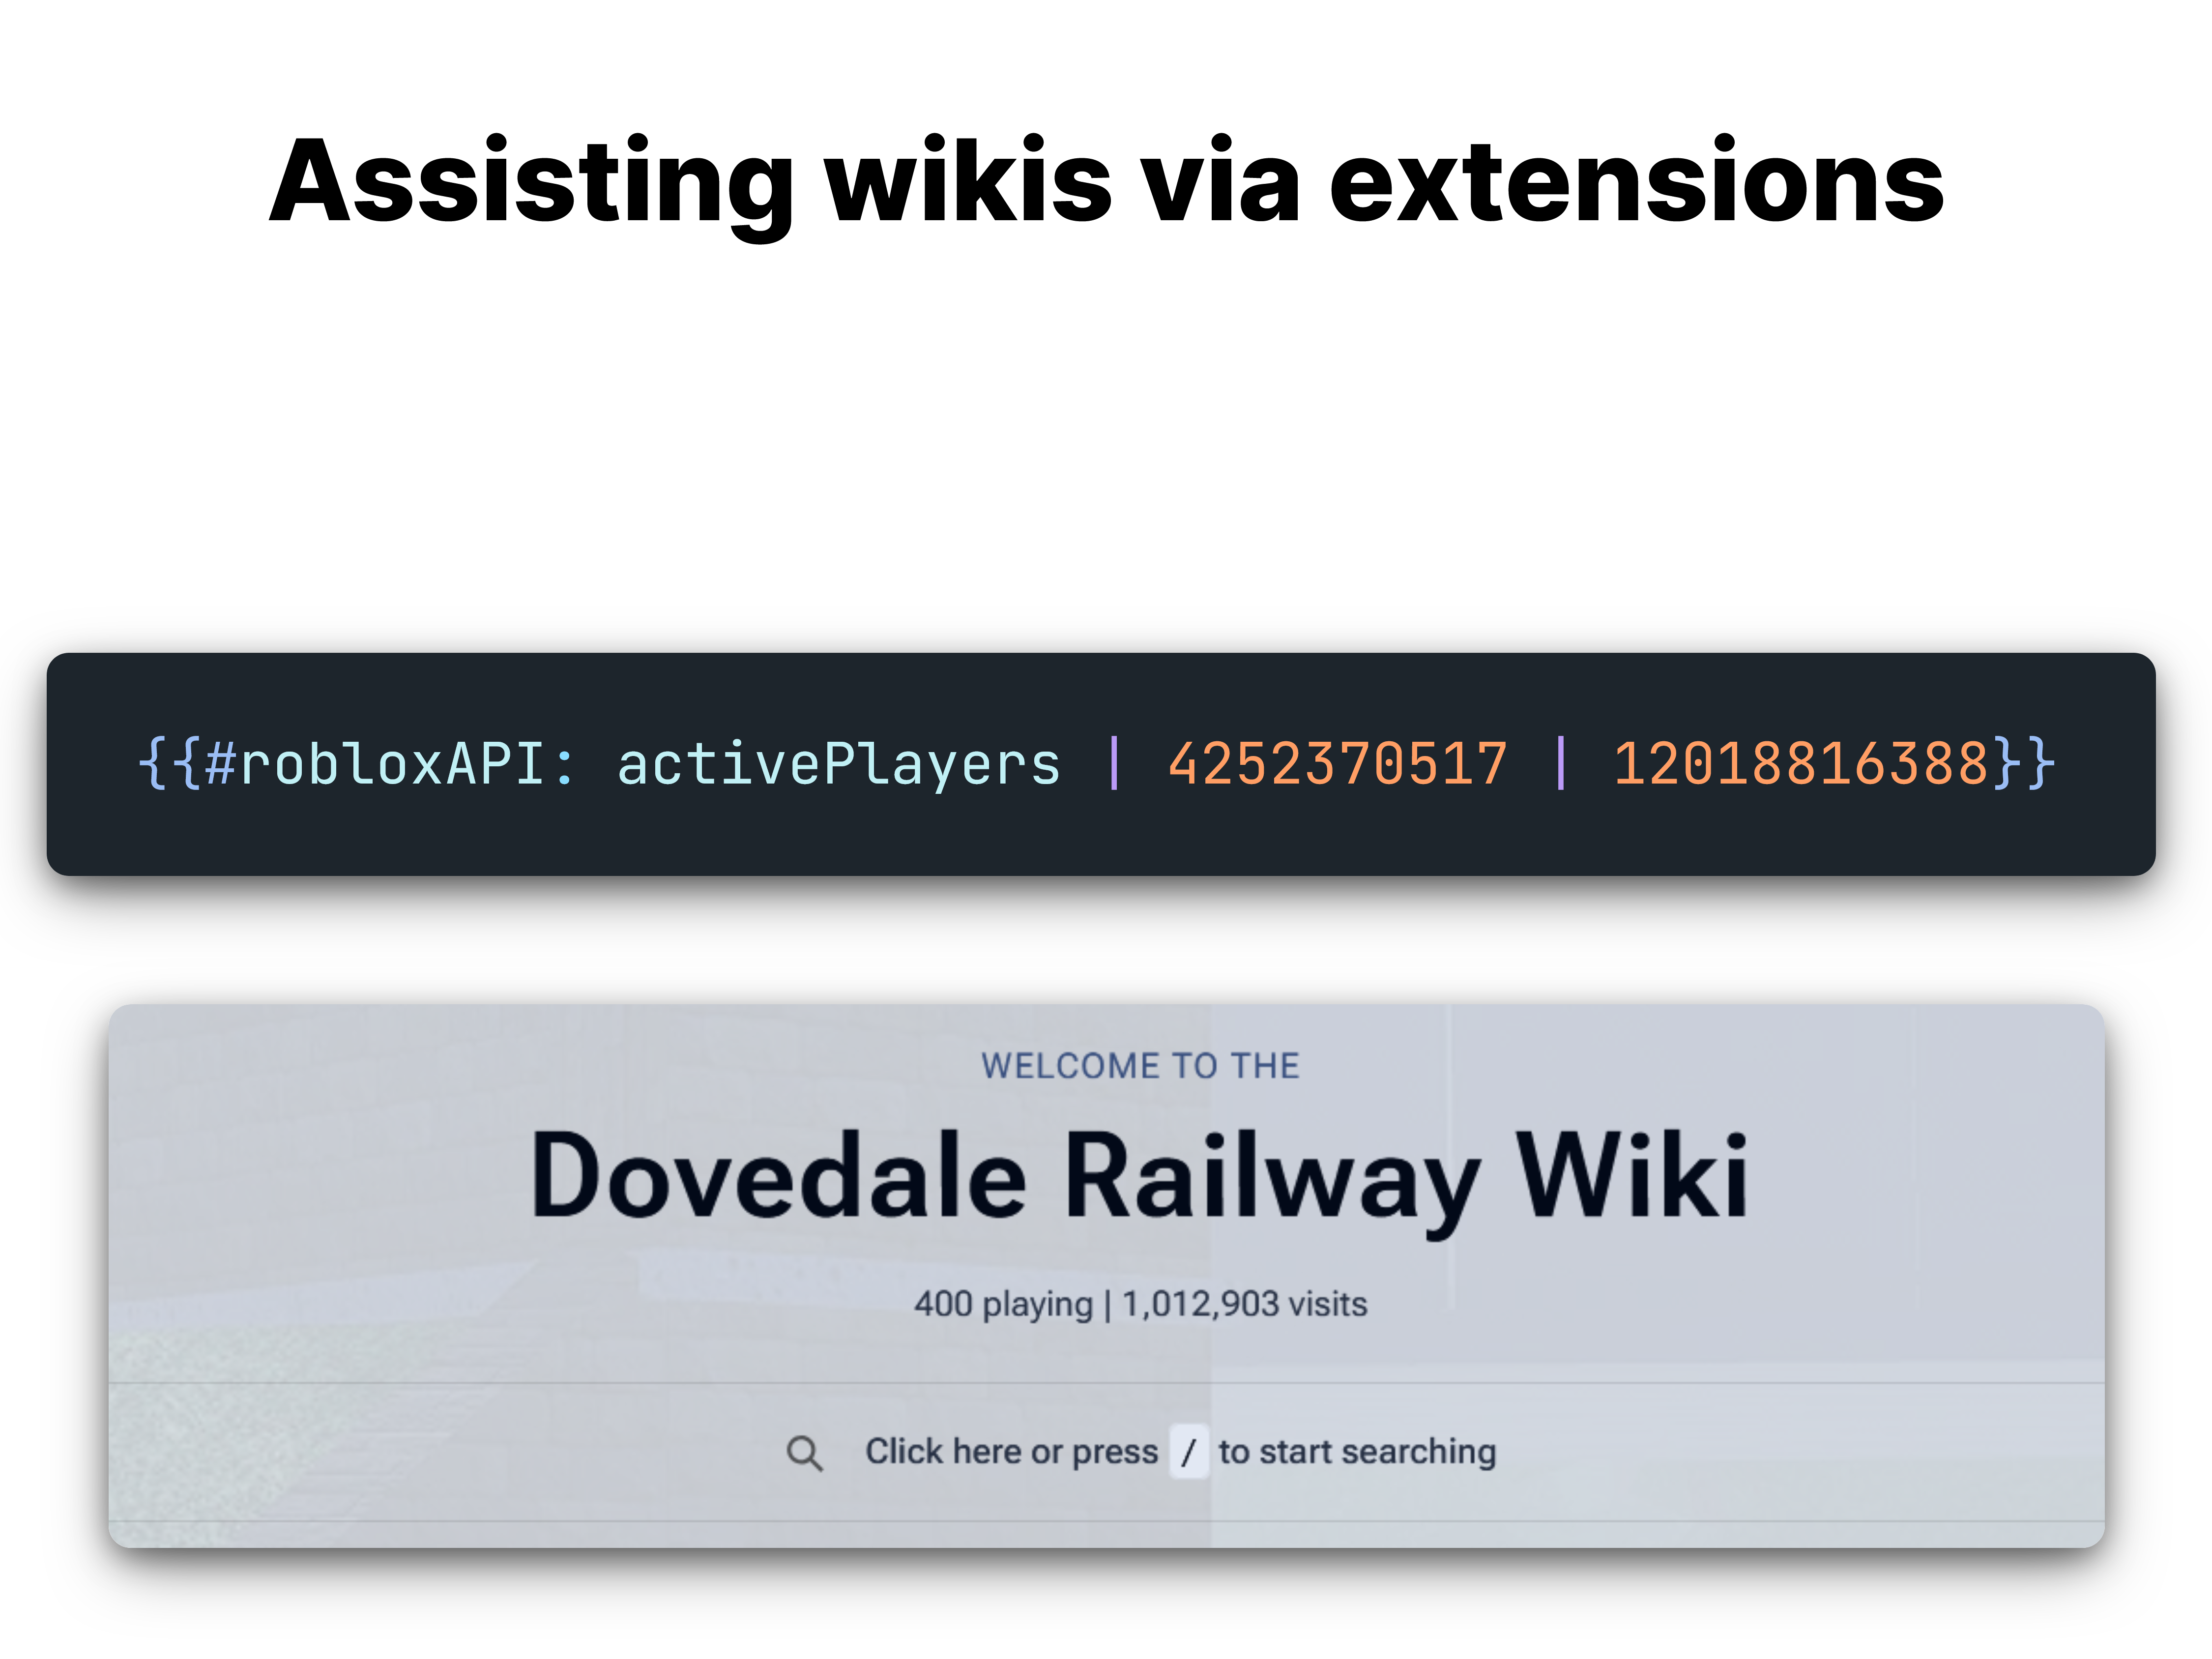 Assisting wikis via extensions
{{#robloxAPI: activePlayers | 4252370517 | 12018816388}}
WELCOME TO THE
Dovedale Railway Wiki
400 playing | 1,012,903 visits
Click here or press / to start searching